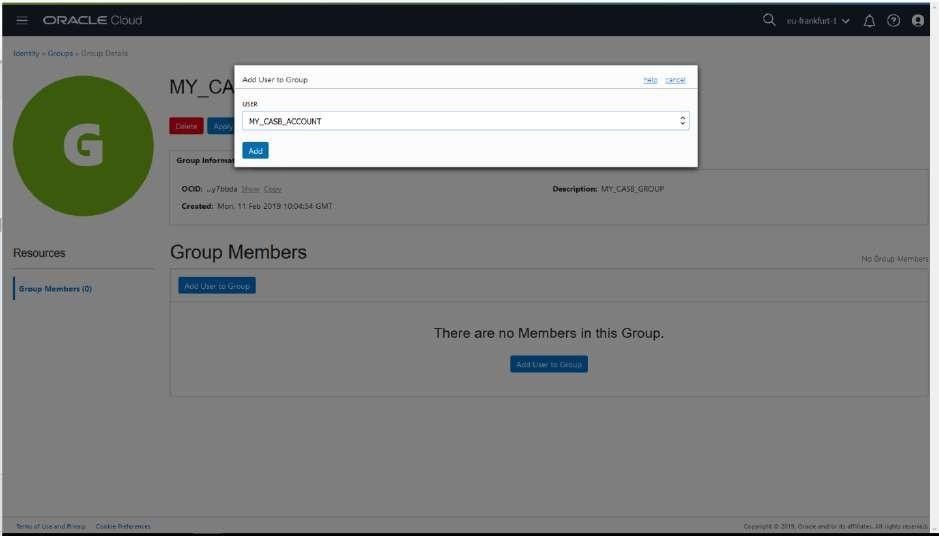 ORACLE Cloud
eu-frankfurt-1
Identity » Groups » Group Details
G
MY_CA
Delete
Apply
Add User to Group
help cancel
USER
MY_CASB_ACCOUNT
Add
Group Informat
OCID: ...y7bbda Show Copy
Description: MY_CASB_GROUP
Created: Mon, 11 Feb 2019 10:04:54 GMT
Resources
Group Members (0)
Group Members
No Group Members
Add User to Group
There are no Members in this Group.
Add User to Group
Terms of Use and Privacy Cookie Preferences
Copyright © 2019, Oracle and/or its affiliates. All rights reserved.